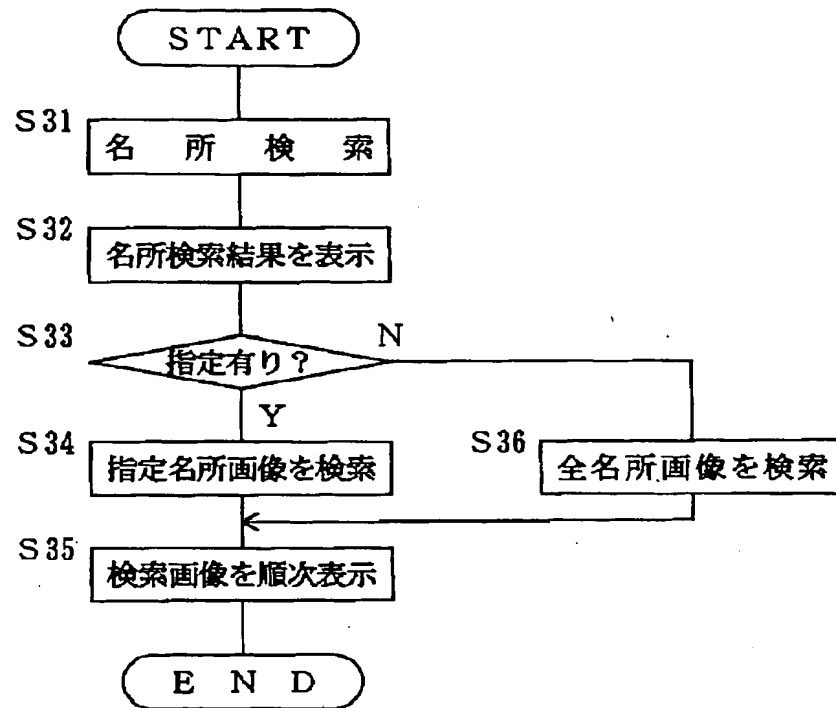 START
S31
名所検索
S32
名所検索結果を表示
S33
指定有り?
N
Y
S34
指定名所画像を検索
S36
全名所画像を検索
S35
検索画像を順次表示
END